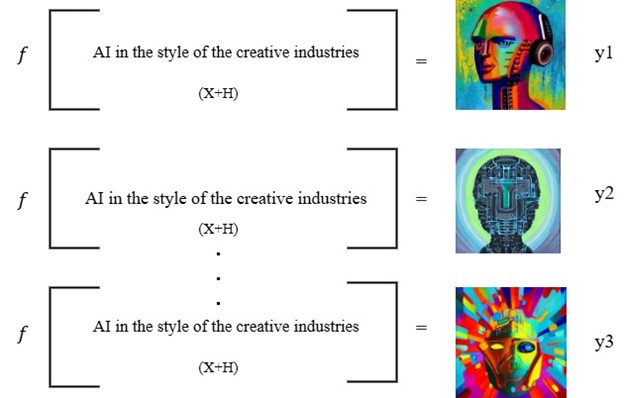 f AI in the style of the creative industries = y1
(X+H)
f AI in the style of the creative industries = y2
(X+H)
f AI in the style of the creative industries = y3
(X+H)